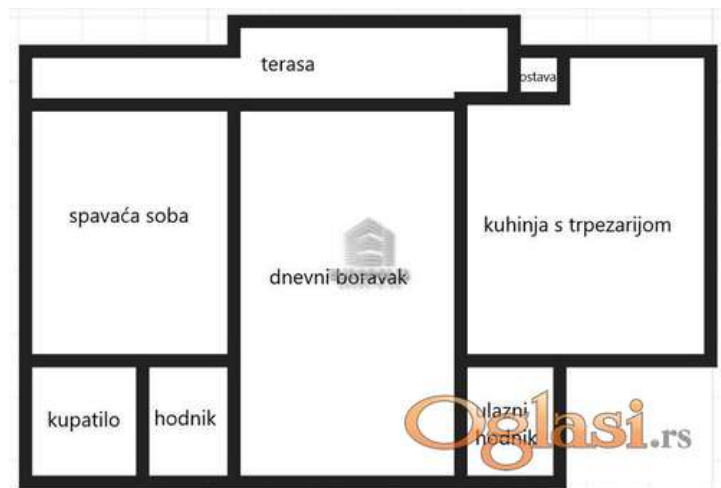 terasa
ostava
spavaća soba
kuhinja s trpezarijom
dnevni boravak
kupatilo
hodnik
ulazni
hodnik
Oglasi.rs